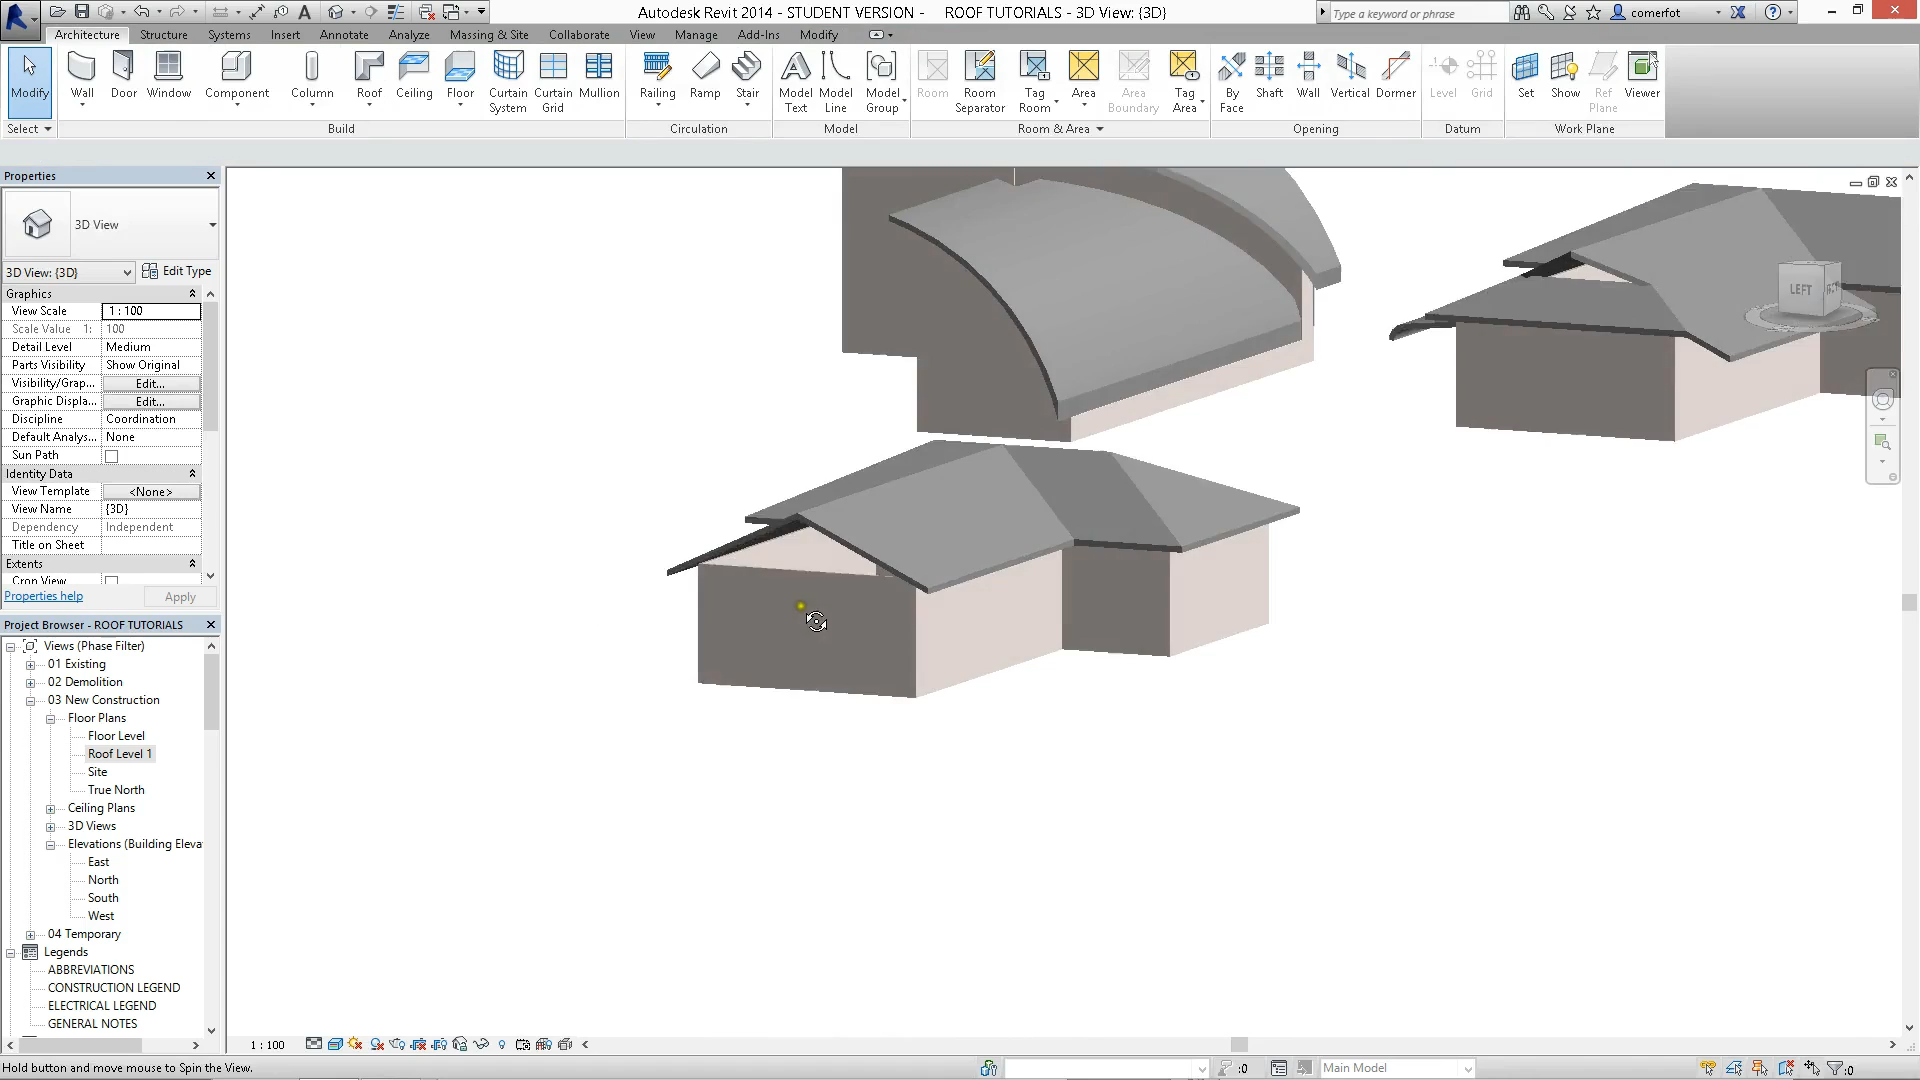 Autodesk Revit 2014 - STUDENT VERSION - ROOF TUTORIALS - 3D View: {3D}
Type a keyword or phrase
comerfot
Architecture Structure Systems Insert Annotate Analyze Massing & Site Collaborate View Manage Add-Ins Modify
Modify Wall Door Window Component Column Roof Ceiling Floor Curtain System Curtain Grid Mullion Railing Ramp Stair Model Text Model Line Model Group Room Room Separator Tag Room Area Area Boundary Tag Area By Face Shaft Wall Vertical Dormer Level Grid Set Show Ref Plane Viewer
Select Build Circulation Model Room & Area Opening Datum Work Plane
Properties
3D View
3D View: {3D} Edit Type
Graphics
View Scale 1 : 100
Scale Value 1: 100
Detail Level Medium
Parts Visibility Show Original
Visibility/Grap... Edit...
Graphic Displa... Edit...
Discipline Coordination
Default Analys... None
Sun Path
Identity Data
View Template <None>
View Name {3D}
Dependency Independent
Title on Sheet
Extents
Crop View
Properties help Apply
Project Browser - ROOF TUTORIALS
Views (Phase Filter)
01 Existing
02 Demolition
03 New Construction
Floor Plans
Floor Level
Roof Level 1
Site
True North
Ceiling Plans
3D Views
Elevations (Building Eleva
East
North
South
West
04 Temporary
Legends
ABBREVIATIONS
CONSTRUCTION LEGEND
ELECTRICAL LEGEND
GENERAL NOTES
LEFT
1 : 100
Hold button and move mouse to Spin the View.
:0
Main Model
:0